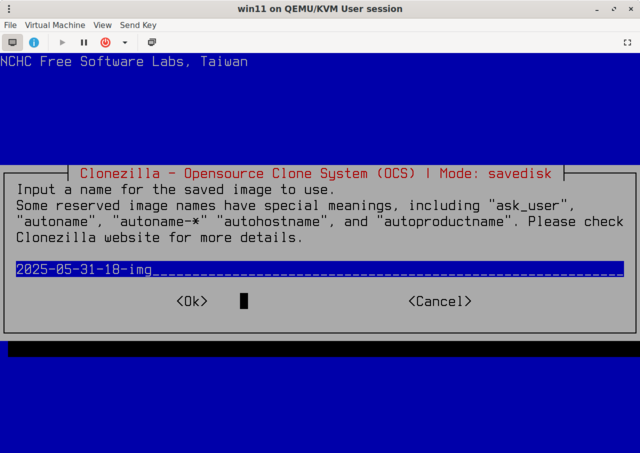 win11 on QEMU/KVM User session
File Virtual Machine View Send Key
NCHC Free Software Labs, Taiwan
Clonezilla - Opensource Clone System (OCS) | Mode: savedisk
Input a name for the saved image to use.
Some reserved image names have special meanings, including "ask_user",
"autoname", "autoname-*" "autohostname", and "autoproductname". Please check
Clonezilla website for more details.
2025-05-31-18-img___________________________________________________________
<Ok> <Cancel>